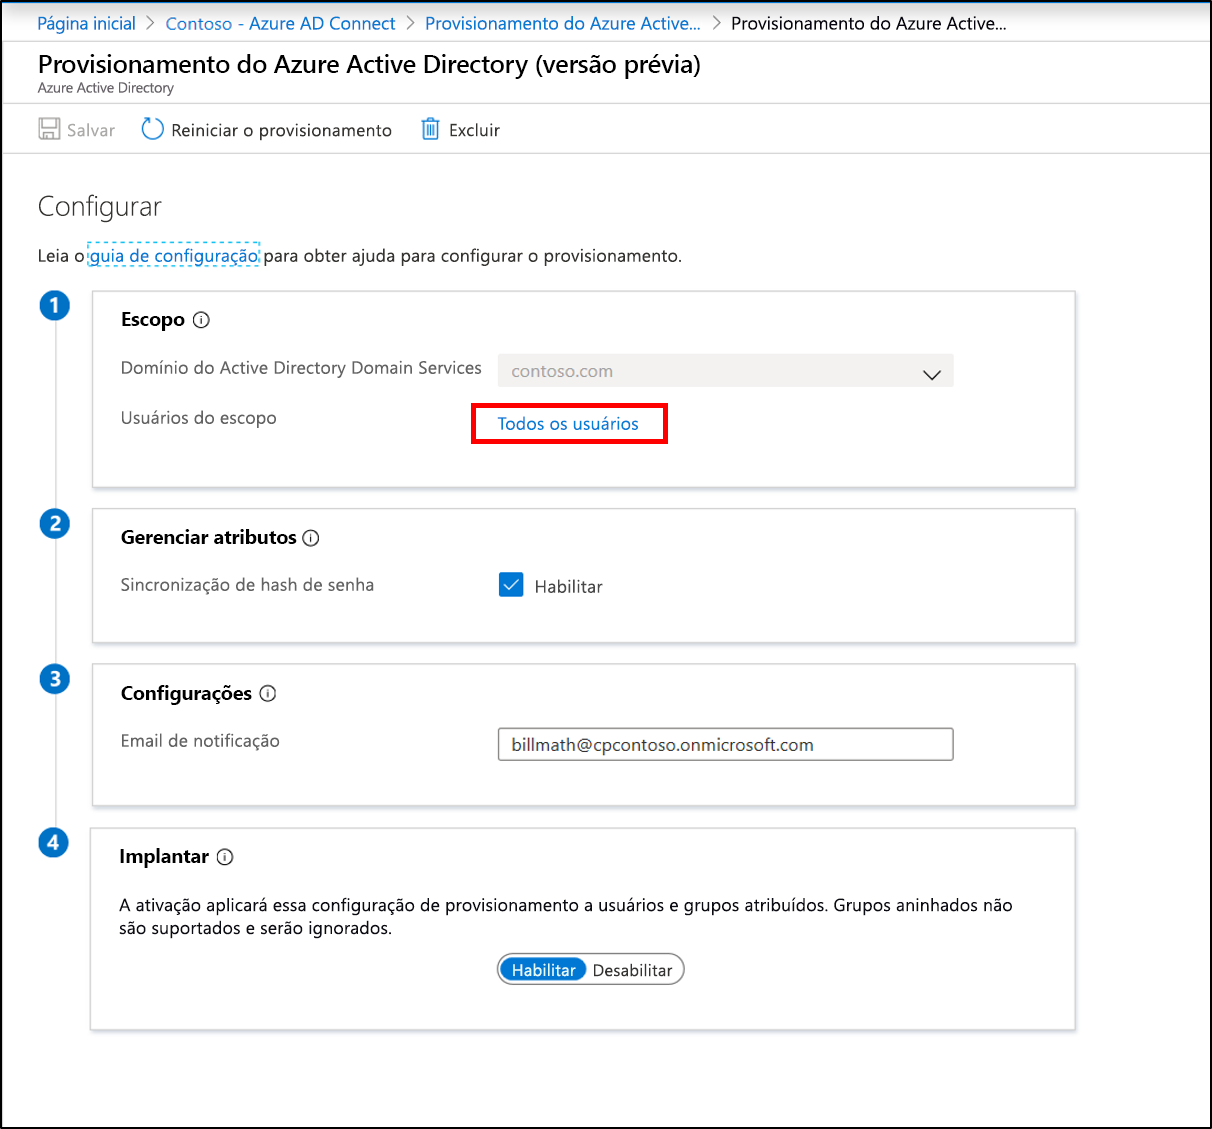 Página inicial > Contoso - Azure AD Connect > Provisionamento do Azure Active... > Provisionamento do Azure Active...
Provisionamento do Azure Active Directory (versão prévia)
Azure Active Directory
Salvar Reiniciar o provisionamento Excluir
Configurar
Leia o guia de configuração para obter ajuda para configurar o provisionamento.
1
Escopo
Domínio do Active Directory Domain Services contoso.com
Usuários do escopo Todos os usuários
2
Gerenciar atributos
Sincronização de hash de senha Habilitar
3
Configurações
Email de notificação billmath@cpcontoso.onmicrosoft.com
4
Implantar
A ativação aplicará essa configuração de provisionamento a usuários e grupos atribuídos. Grupos aninhados não
são suportados e serão ignorados.
Habilitar Desabilitar